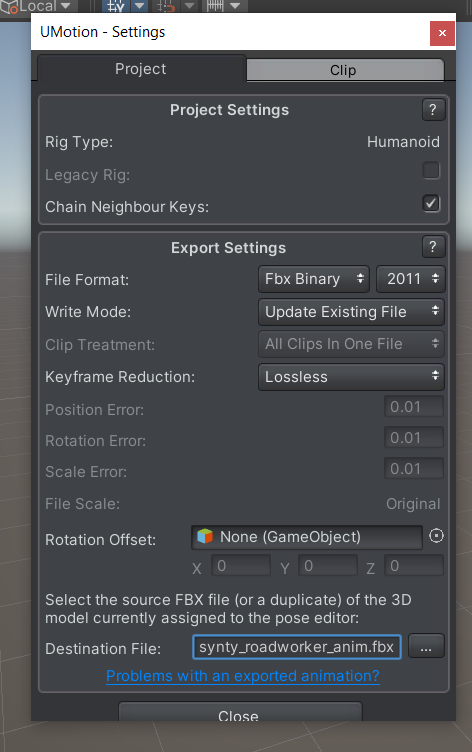 Local
UMotion - Settings
Project
Clip
Project Settings
?
Rig Type:
Humanoid
Legacy Rig:
Chain Neighbour Keys:
Export Settings
?
File Format:
Fbx Binary
2011
Write Mode:
Update Existing File
Clip Treatment:
All Clips In One File
Keyframe Reduction:
Lossless
Position Error:
0.01
Rotation Error:
0.01
Scale Error:
0.01
File Scale:
Original
Rotation Offset:
None (GameObject)
X 0 Y 0 Z 0
Select the source FBX file (or a duplicate) of the 3D
model currently assigned to the pose editor:
Destination File:
synty_roadworker_anim.fbx
...
Problems with an exported animation?
Close